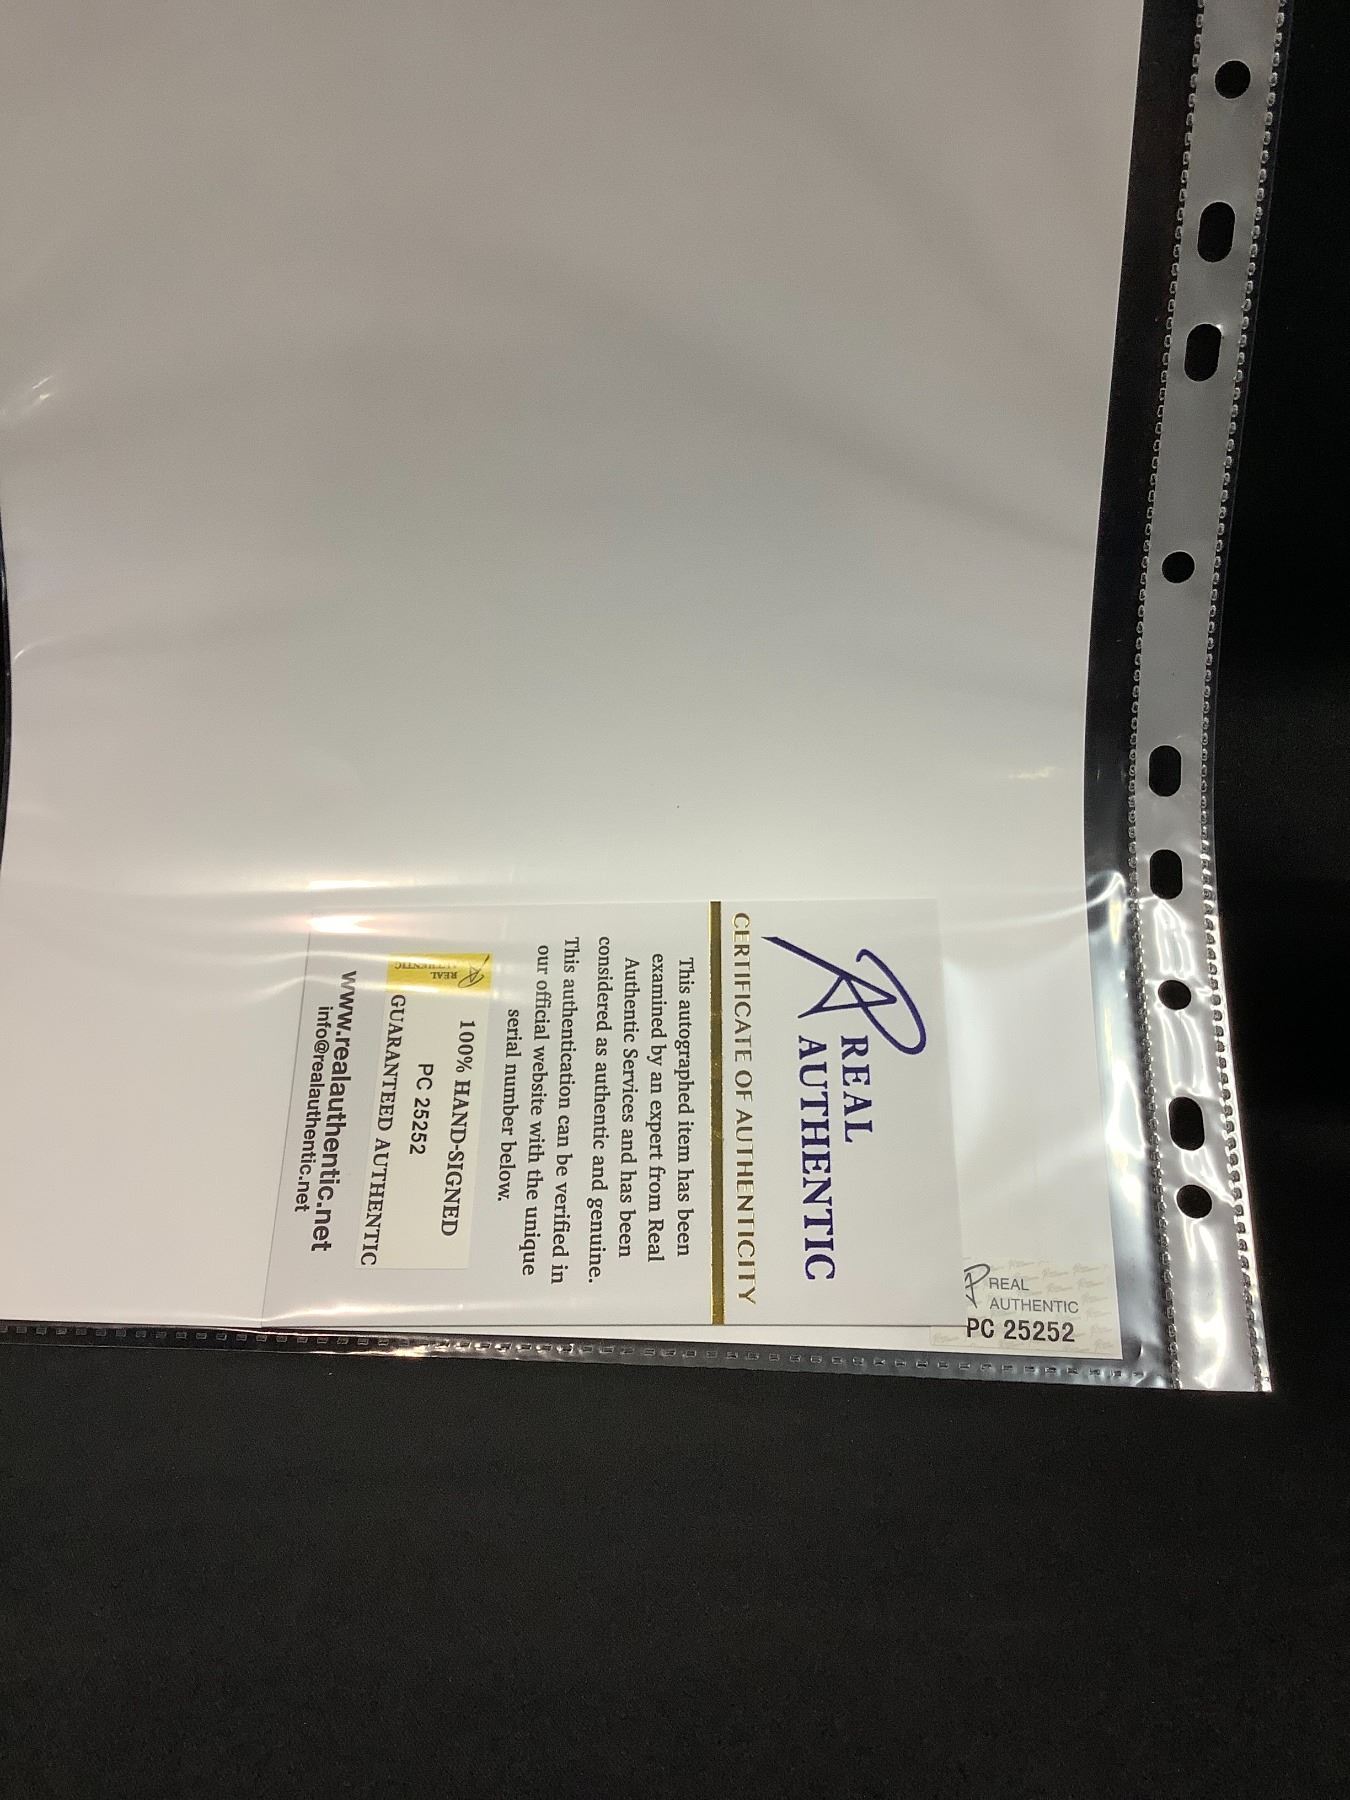 REAL
AUTHENTIC
CERTIFICATE OF AUTHENTICITY
This autographed item has been
examined by an expert from Real
Authentic Services and has been
considered as authentic and genuine.
This authentication can be verified in
our official website with the unique
serial number below.
REAL
AUTHENTIC
100% HAND-SIGNED
PC 25252
GUARANTEED AUTHENTIC
www.realauthentic.net
info@realauthentic.net
REAL
AUTHENTIC
PC 25252